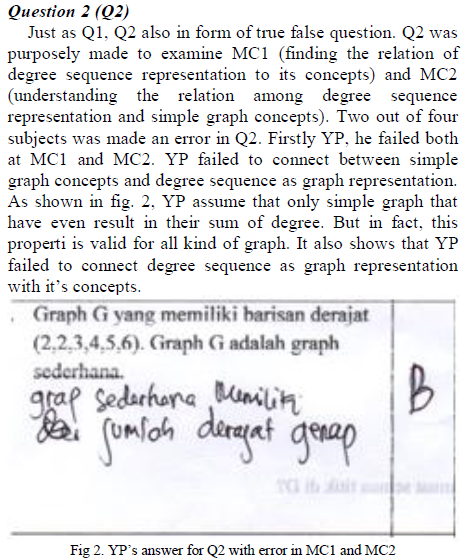 Question 2 (Q2)
Just as Q1, Q2 also in form of true false question. Q2 was
purposely made to examine MC1 (finding the relation of
degree sequence representation to its concepts) and MC2
(understanding the relation among degree sequence
representation and simple graph concepts). Two out of four
subjects was made an error in Q2. Firstly YP, he failed both
at MC1 and MC2. YP failed to connect between simple
graph concepts and degree sequence as graph representation.
As shown in fig. 2, YP assume that only simple graph that
have even result in their sum of degree. But in fact, this
properti is valid for all kind of graph. It also shows that YP
failed to connect degree sequence as graph representation
with it's concepts.
Graph G yang memiliki barisan derajat
(2,2,3,4,5,6). Graph G adalah graph
sederhana.
B
grap sederhana memiliki
jumlah derajat genap
Fig 2. YP's answer for Q2 with error in MC1 and MC2